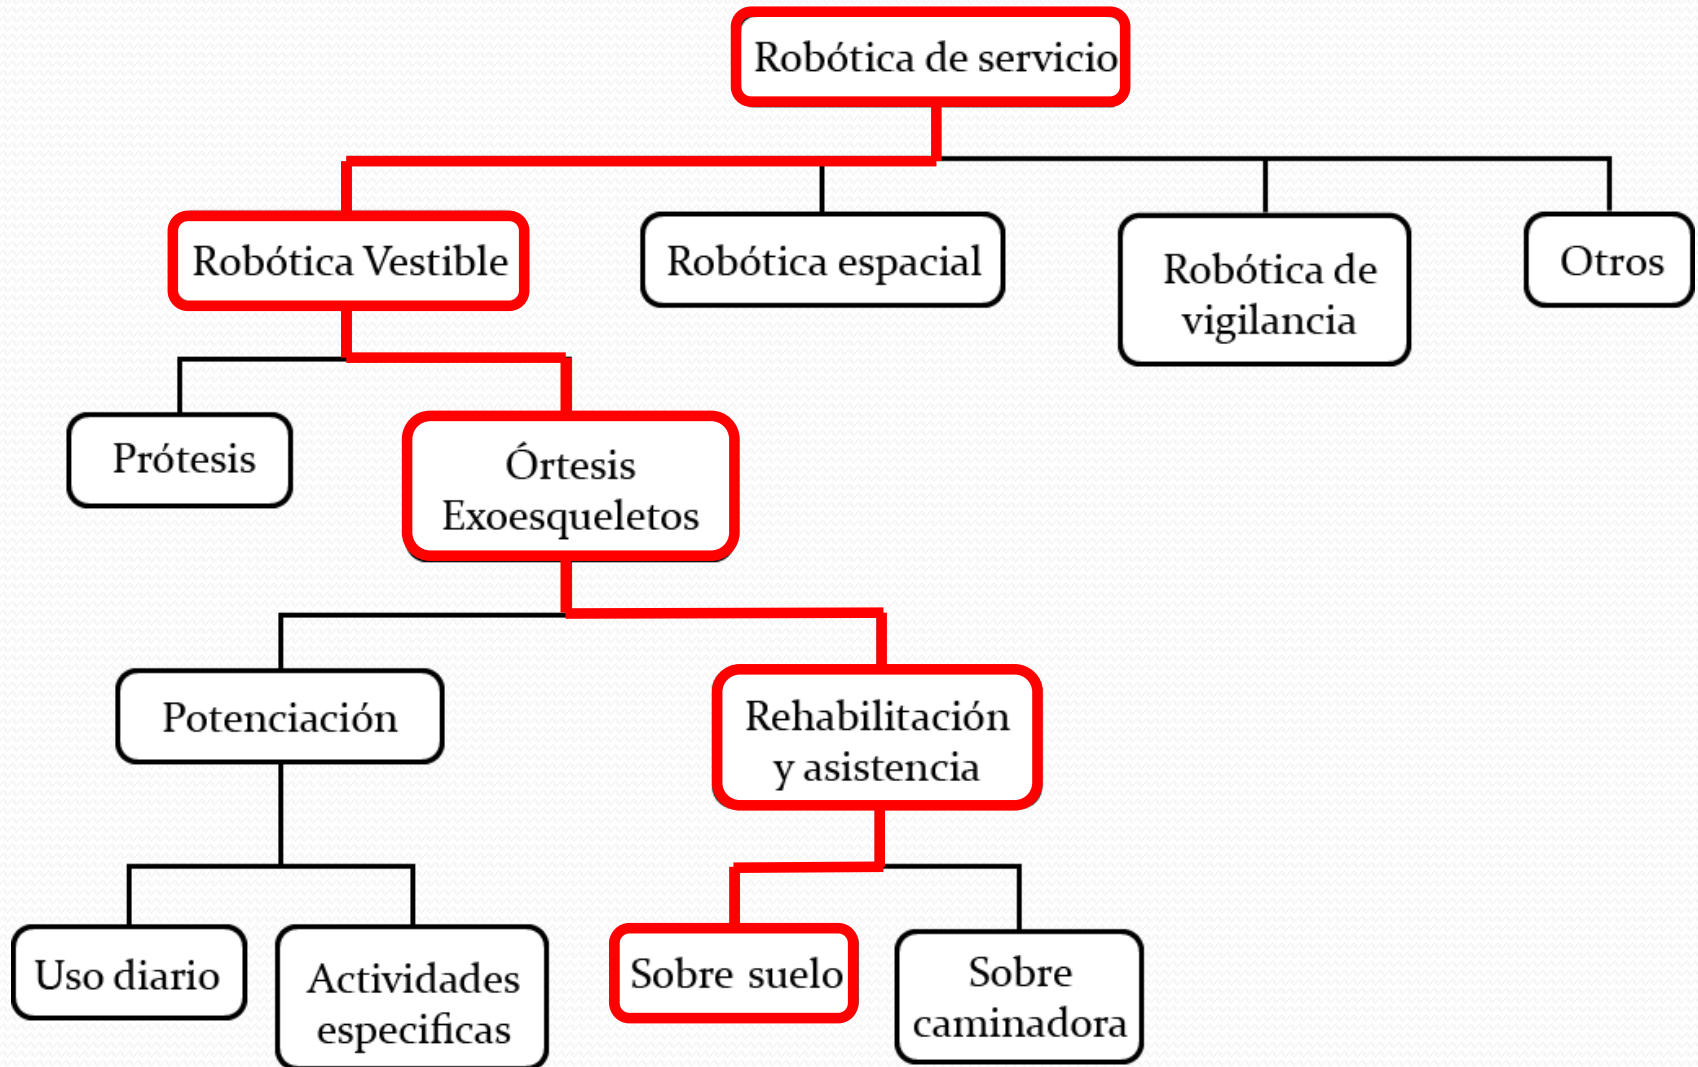 Robótica de servicio
Robótica Vestible
Robótica espacial
Robótica de
vigilancia
Otros
Prótesis
Órtesis
Exoesqueletos
Potenciación
Rehabilitación
y asistencia
Uso diario
Actividades
especificas
Sobre suelo
Sobre
caminadora